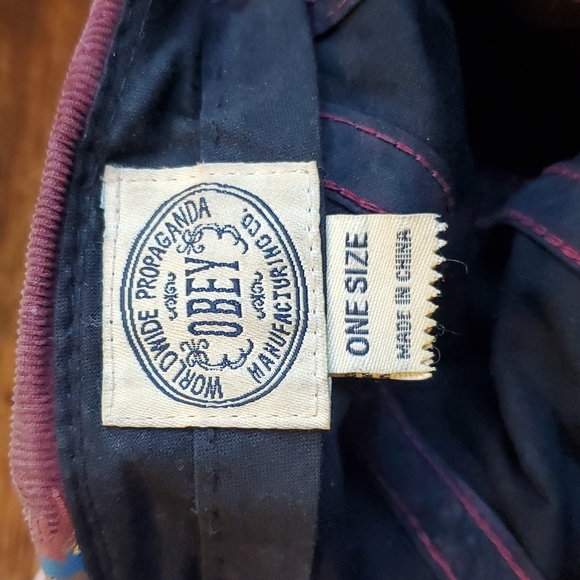 WORLDWIDE PROPAGANDA
OBEY
MANUFACTURING CO.
ONE SIZE
MADE IN CHINA